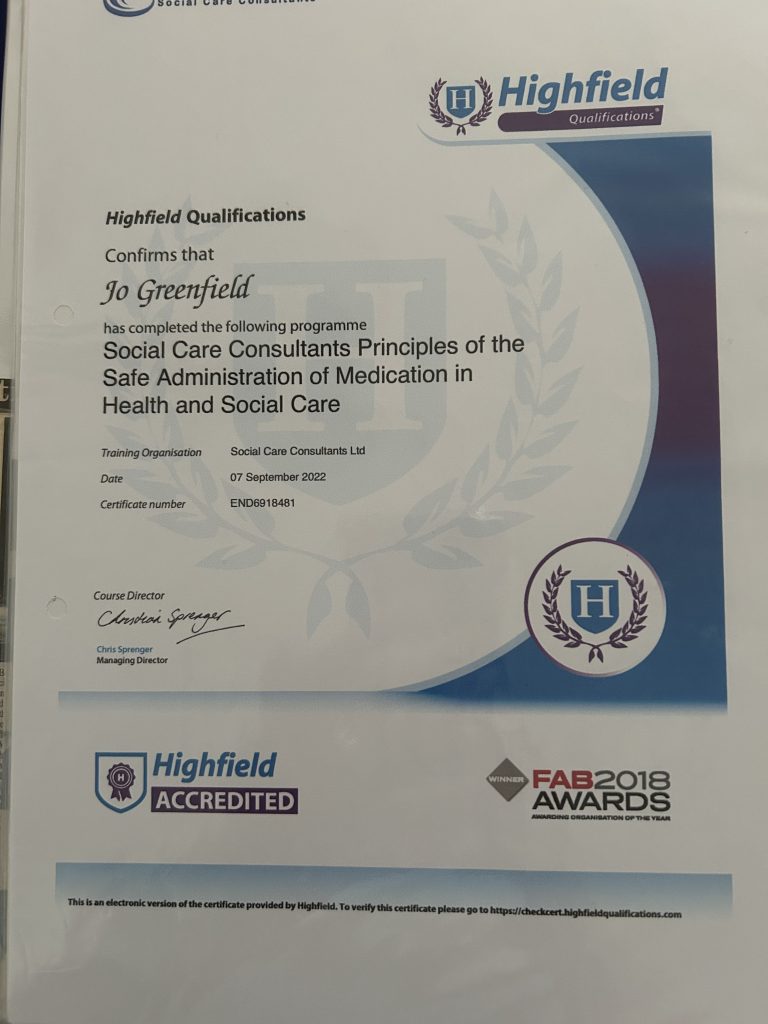 Social Care Consultants
Highfield
Qualifications
Highfield Qualifications
Confirms that
Jo Greenfield
has completed the following programme
Social Care Consultants Principles of the
Safe Administration of Medication in
Health and Social Care
Training Organisation Social Care Consultants Ltd
Date 07 September 2022
Certificate number END6918481
Course Director
Christian Sprenger
Chris Sprenger
Managing Director
H
Highfield
ACCREDITED
WINNER
FAB2018
AWARDS
AWARDING ORGANISATION OF THE YEAR
This is an electronic version of the certificate provided by Highfield. To verify this certificate please go to https://checkcert.highfieldqualifications.com